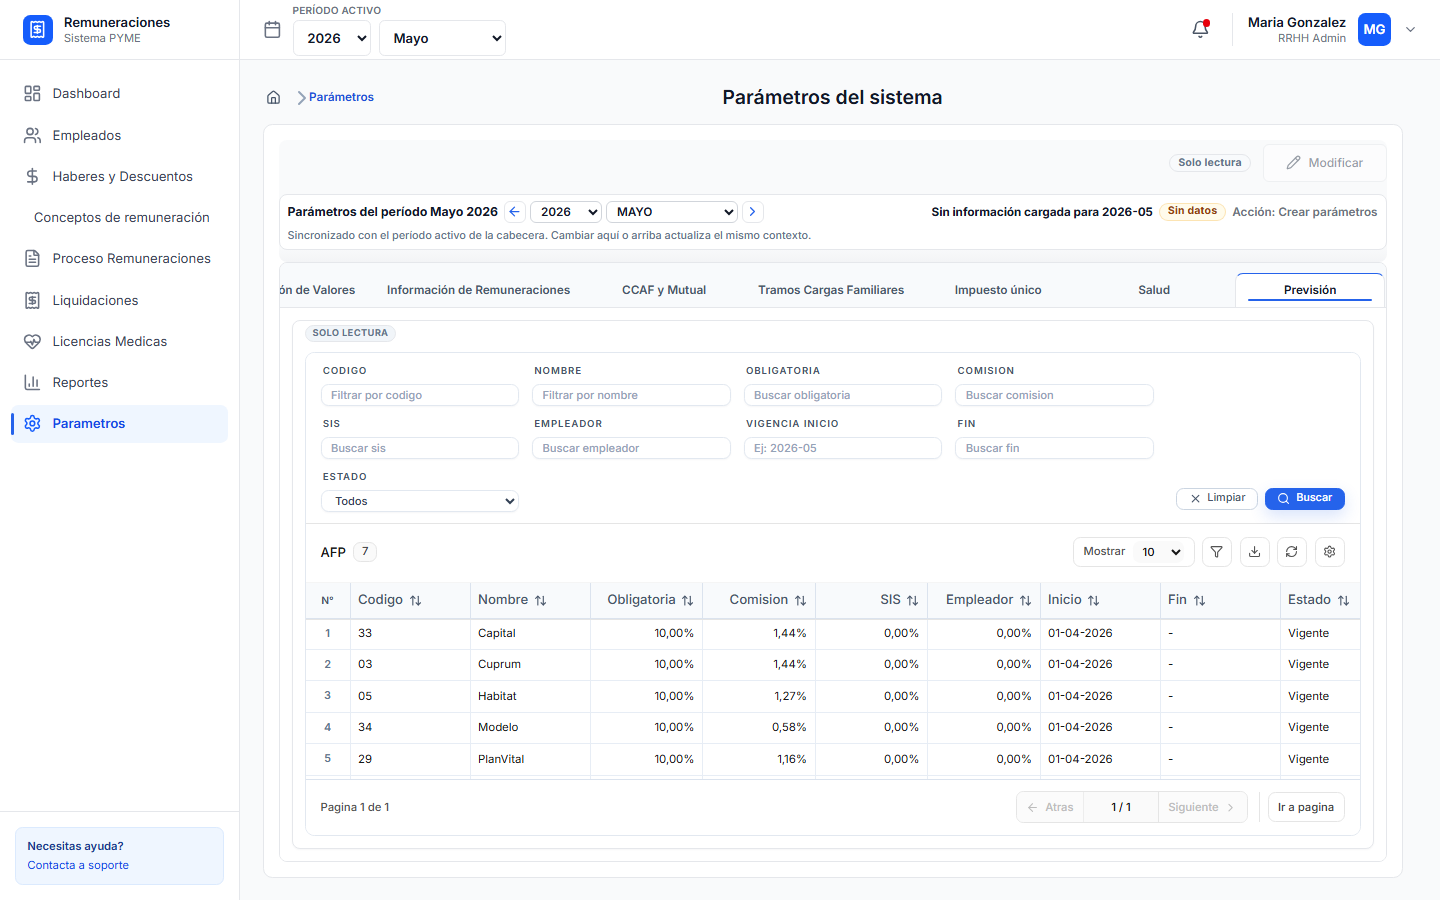 Remuneraciones
Sistema PYME
PERÍODO ACTIVO
2026 Mayo
Maria Gonzalez
RRHH Admin
MG
Dashboard
Empleados
Haberes y Descuentos
Conceptos de remuneración
Proceso Remuneraciones
Liquidaciones
Licencias Medicas
Reportes
Parametros
Necesitas ayuda?
Contacta a soporte
Parámetros
Parámetros del sistema
Solo lectura Modificar
Parámetros del período Mayo 2026 2026 MAYO Sin información cargada para 2026-05 Sin datos Acción: Crear parámetros
Sincronizado con el período activo de la cabecera. Cambiar aquí o arriba actualiza el mismo contexto.
ón de Valores Información de Remuneraciones CCAF y Mutual Tramos Cargas Familiares Impuesto único Salud Previsión
SOLO LECTURA
CODIGO NOMBRE OBLIGATORIA COMISION
Filtrar por codigo Filtrar por nombre Buscar obligatoria Buscar comision
SIS EMPLEADOR VIGENCIA INICIO FIN
Buscar sis Buscar empleador Ej: 2026-05 Buscar fin
ESTADO
Todos Limpiar Buscar
AFP 7 Mostrar 10
N° Codigo Nombre Obligatoria Comision SIS Empleador Inicio Fin Estado
1 33 Capital 10,00% 1,44% 0,00% 0,00% 01-04-2026 - Vigente
2 03 Cuprum 10,00% 1,44% 0,00% 0,00% 01-04-2026 - Vigente
3 05 Habitat 10,00% 1,27% 0,00% 0,00% 01-04-2026 - Vigente
4 34 Modelo 10,00% 0,58% 0,00% 0,00% 01-04-2026 - Vigente
5 29 PlanVital 10,00% 1,16% 0,00% 0,00% 01-04-2026 - Vigente
Pagina 1 de 1 Atras 1 / 1 Siguiente Ir a pagina